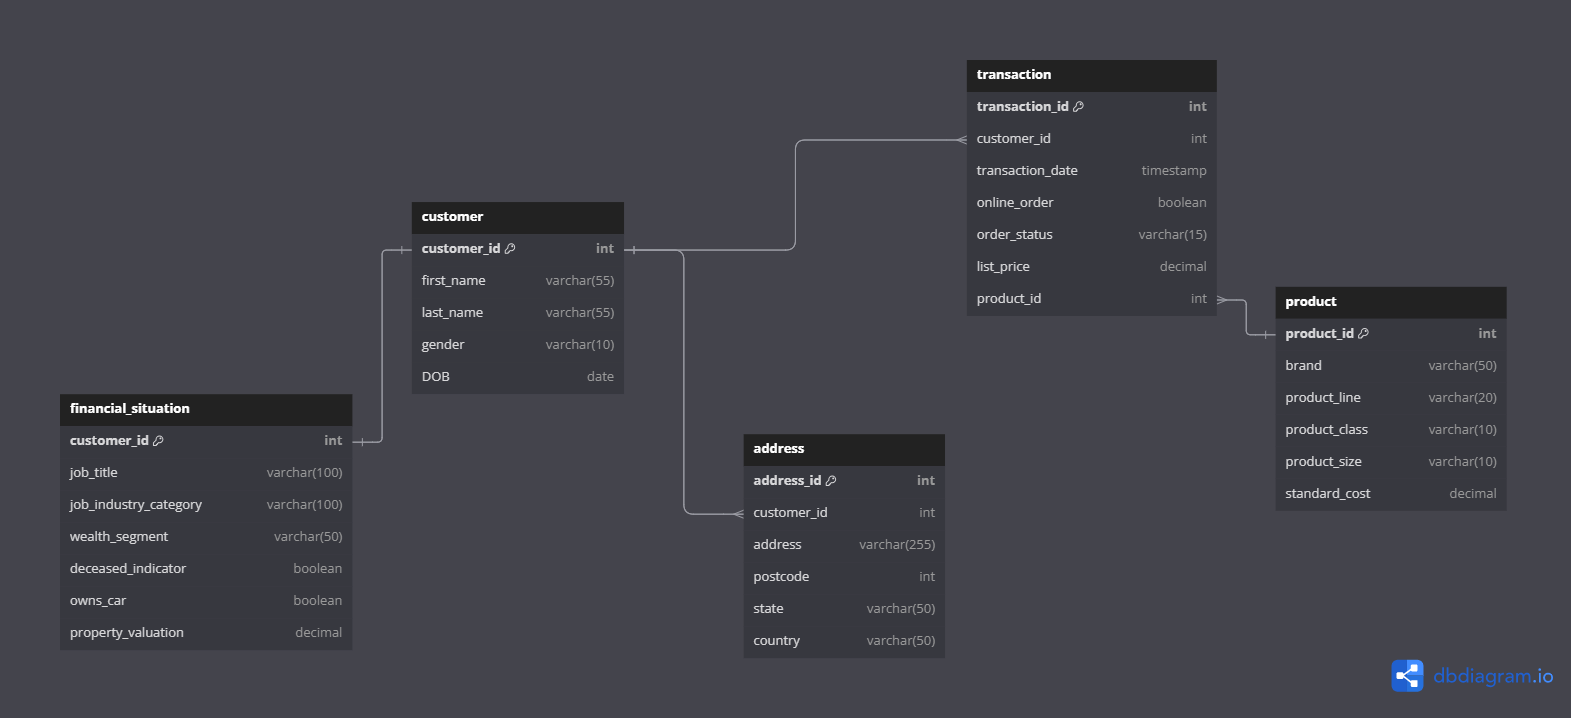 transaction
transaction_id int
customer_id int
transaction_date timestamp
online_order boolean
order_status varchar(15)
list_price decimal
product_id int
customer
customer_id int
first_name varchar(55)
last_name varchar(55)
gender varchar(10)
DOB date
product
product_id int
brand varchar(50)
product_line varchar(20)
product_class varchar(10)
product_size varchar(10)
standard_cost decimal
financial_situation
customer_id int
job_title varchar(100)
job_industry_category varchar(100)
wealth_segment varchar(50)
deceased_indicator boolean
owns_car boolean
property_valuation decimal
address
address_id int
customer_id int
address varchar(255)
postcode int
state varchar(50)
country varchar(50)
dbdiagram.io